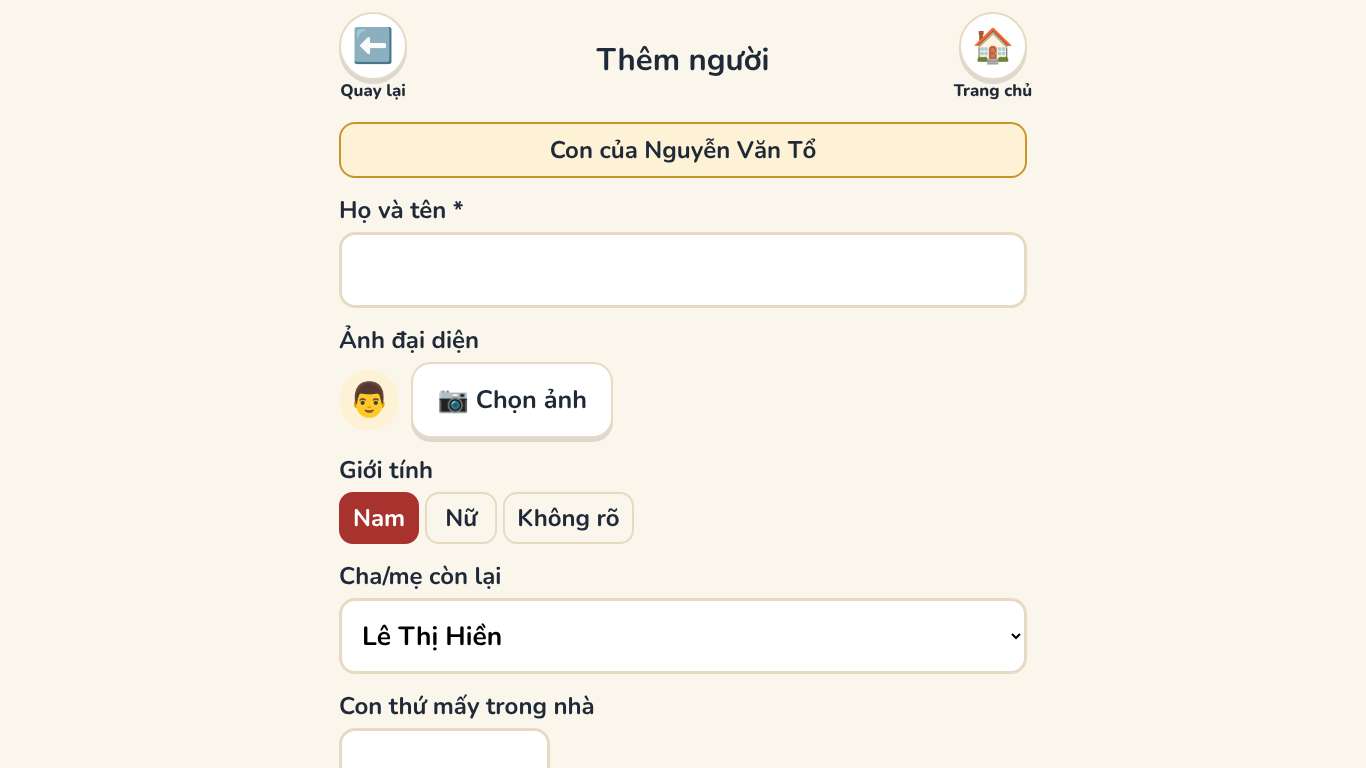 Quay lại
Thêm người
Trang chủ
Con của Nguyễn Văn Tổ
Họ và tên *
Ảnh đại diện
Chọn ảnh
Giới tính
Nam Nữ Không rõ
Cha/mẹ còn lại
Lê Thị Hiền
Con thứ mấy trong nhà